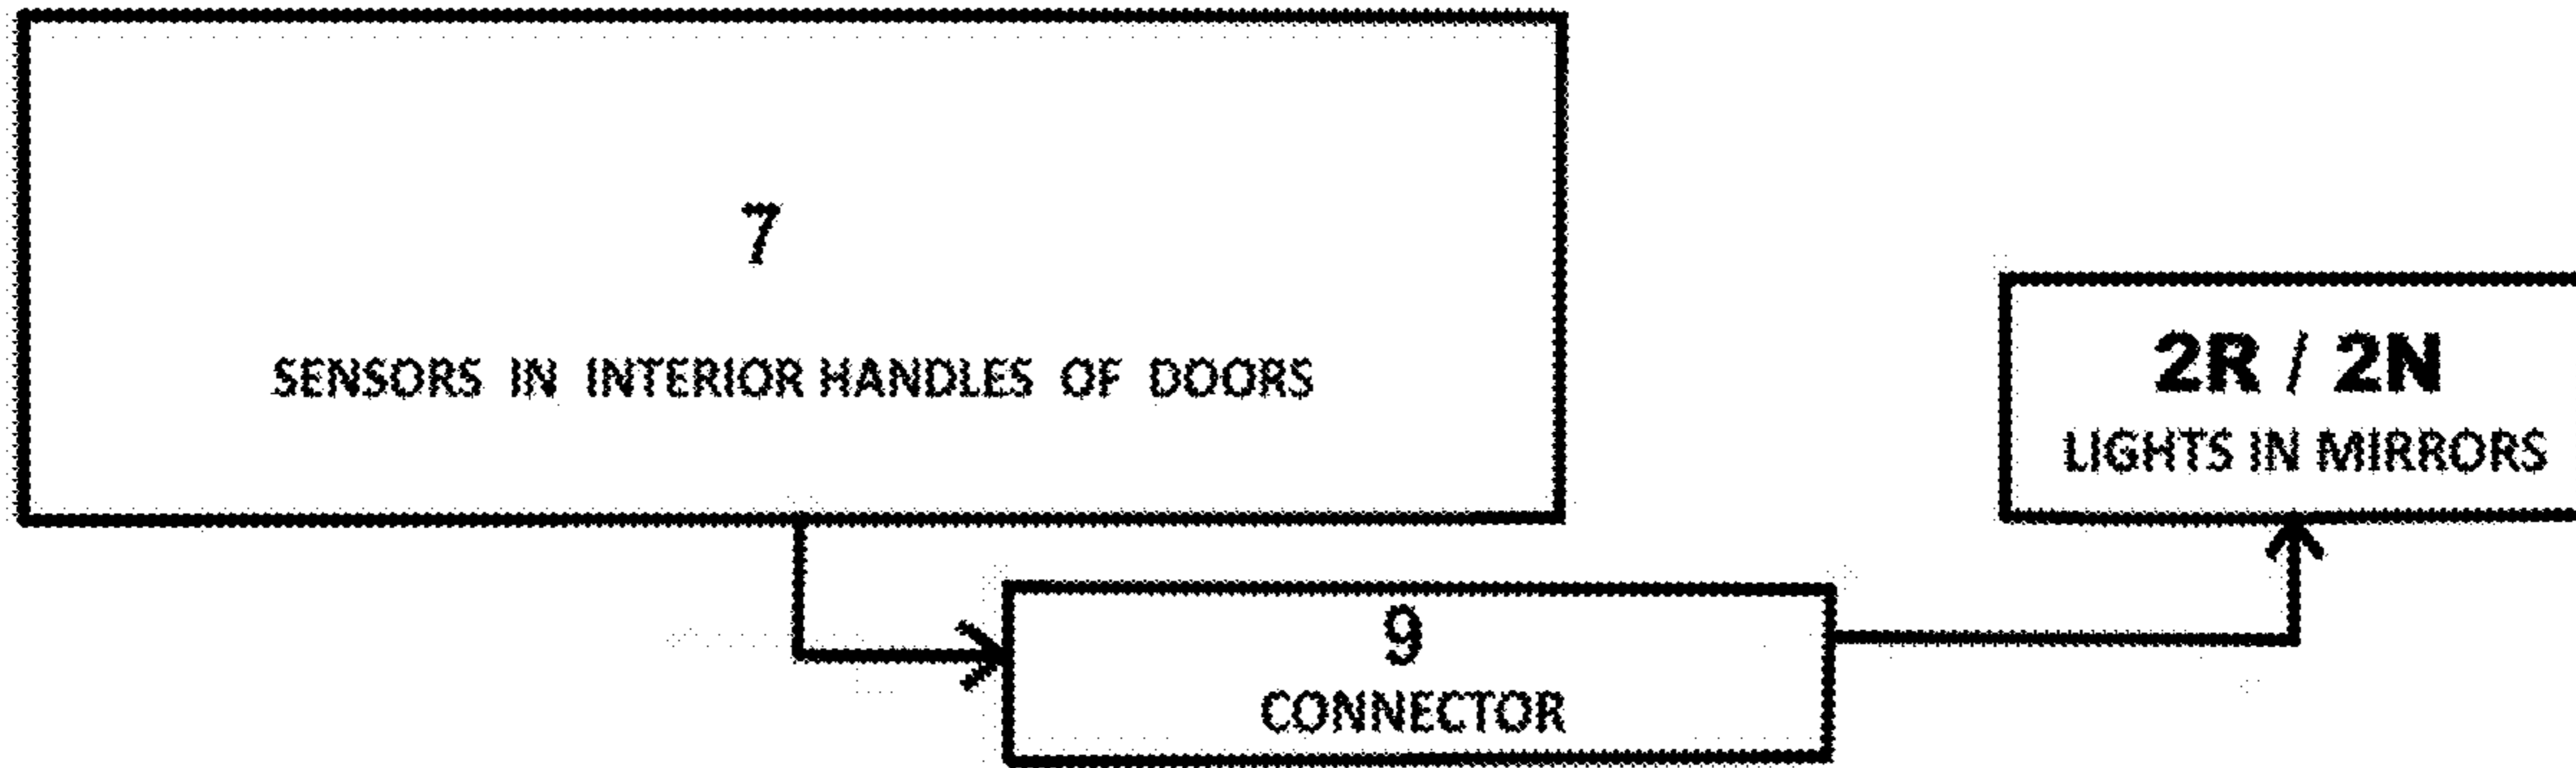 7
SENSORS IN INTERIOR HANDLES OF DOORS
2R / 2N
LIGHTS IN MIRRORS
9
CONNECTOR